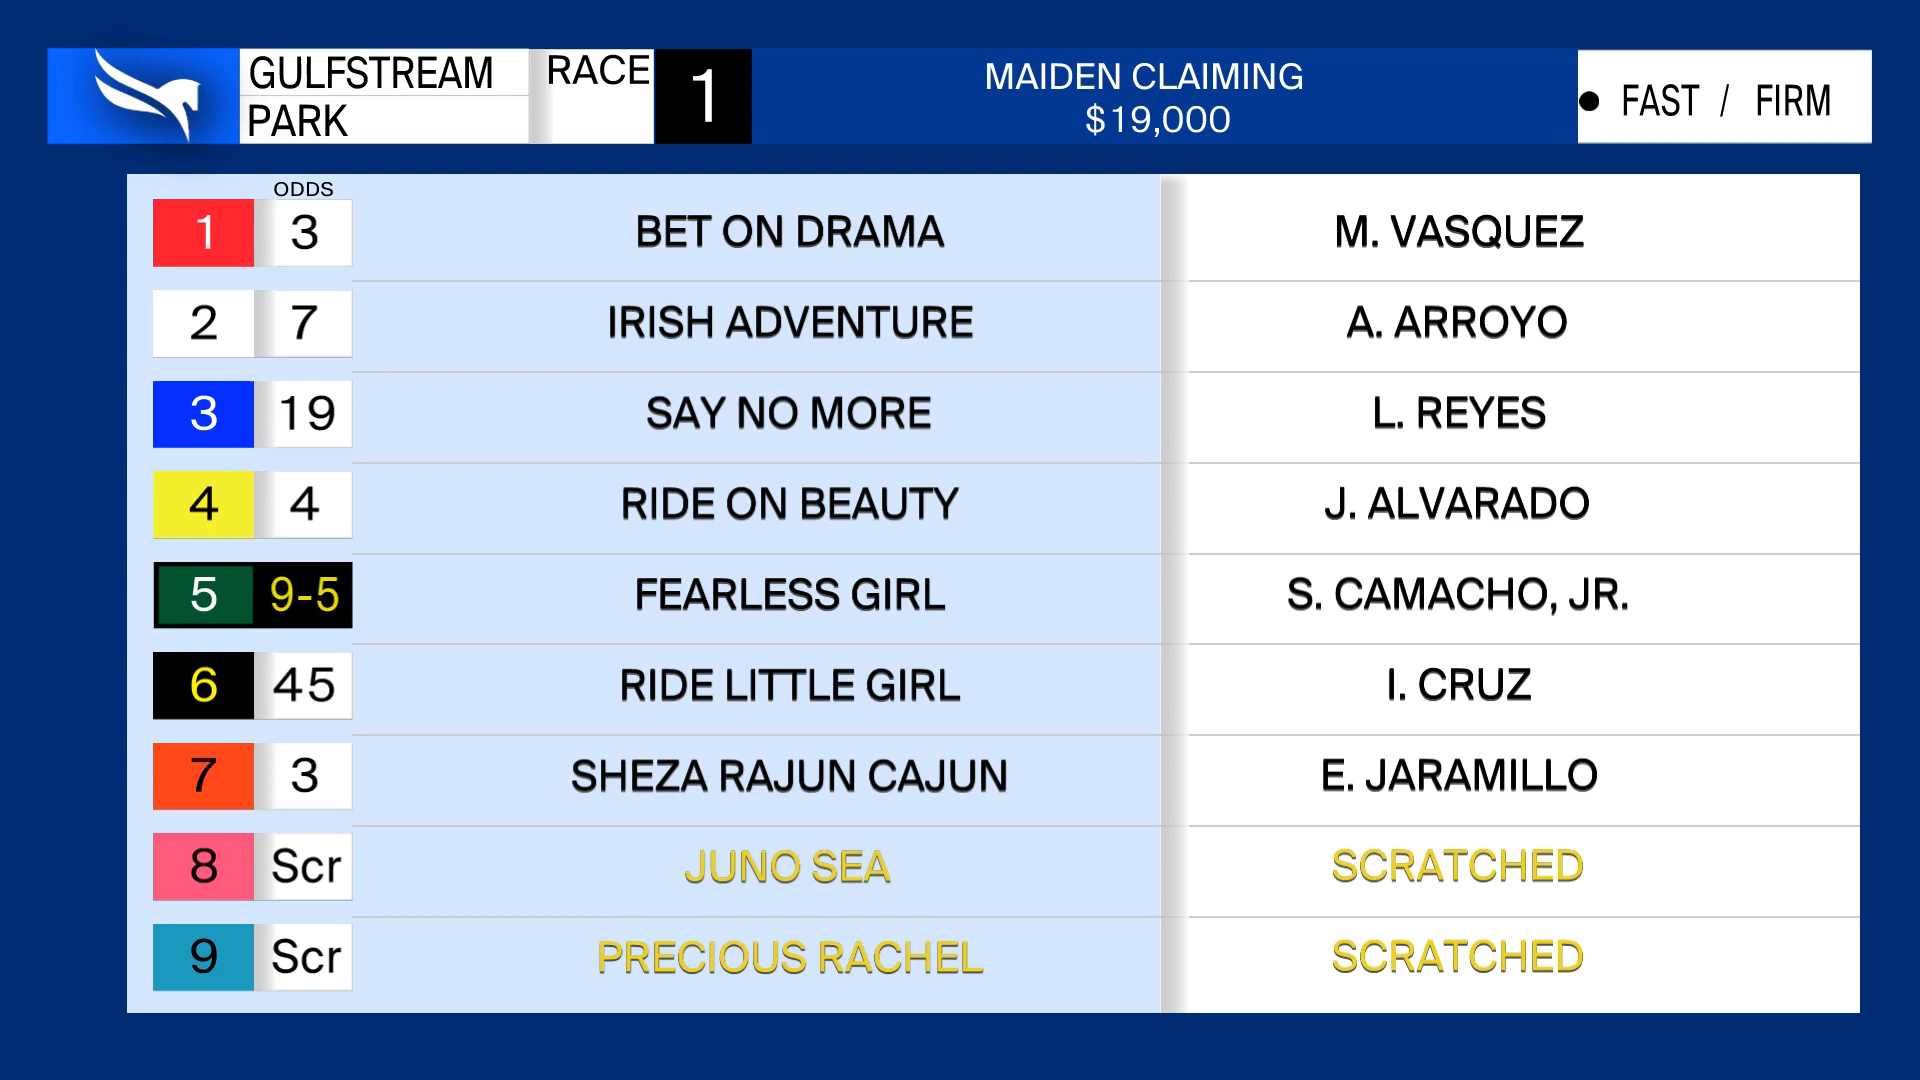 GULFSTREAM
PARK
RACE
1
MAIDEN CLAIMING
$19,000
● FAST / FIRM
ODDS
1 3 BET ON DRAMA M. VASQUEZ
2 7 IRISH ADVENTURE A. ARROYO
3 19 SAY NO MORE L. REYES
4 4 RIDE ON BEAUTY J. ALVARADO
5 9-5 FEARLESS GIRL S. CAMACHO, JR.
6 45 RIDE LITTLE GIRL I. CRUZ
7 3 SHEZA RAJUN CAJUN E. JARAMILLO
8 Scr JUNO SEA SCRATCHED
9 Scr PRECIOUS RACHEL SCRATCHED